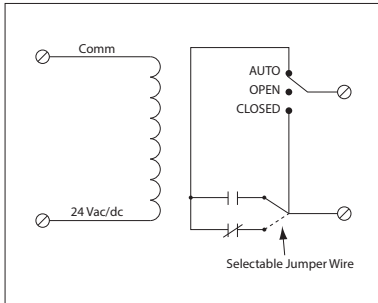 Comm
AUTO
OPEN
CLOSED
24 Vac/dc
Selectable Jumper Wire